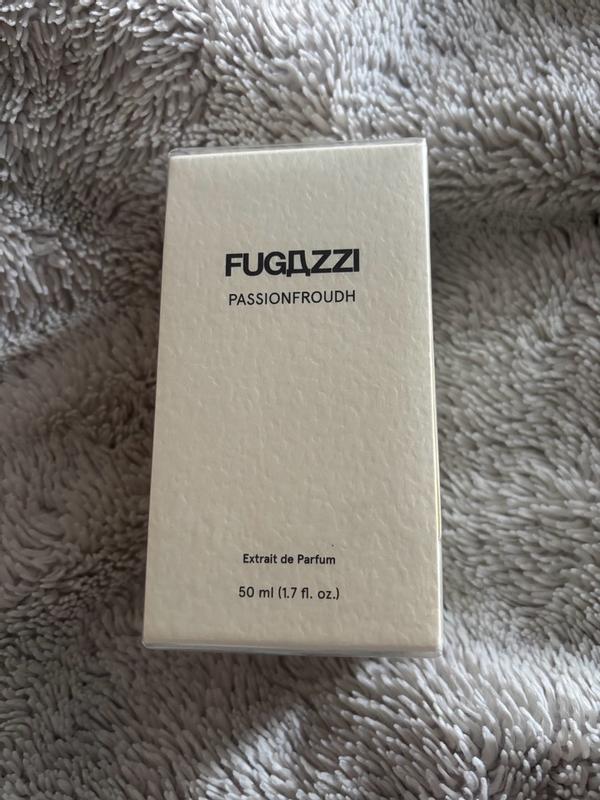 FUGAZZI
PASSIONFROUDH
Extrait de Parfum
50 ml (1.7 fl. oz.)